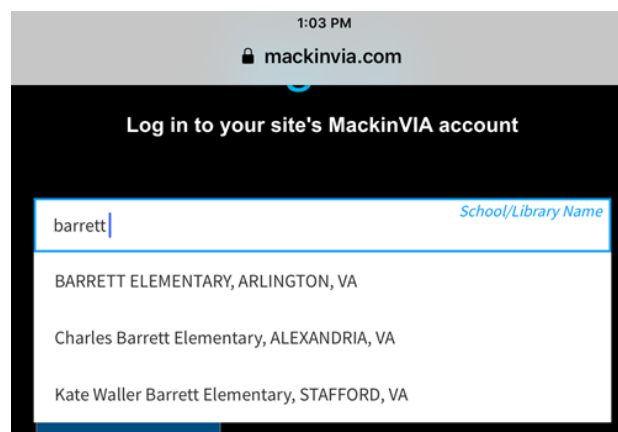 1:03 PM
mackinvia.com
Log in to your site's MackinVIA account
School/Library Name
barrett
BARRETT ELEMENTARY, ARLINGTON, VA
Charles Barrett Elementary, ALEXANDRIA, VA
Kate Waller Barrett Elementary, STAFFORD, VA